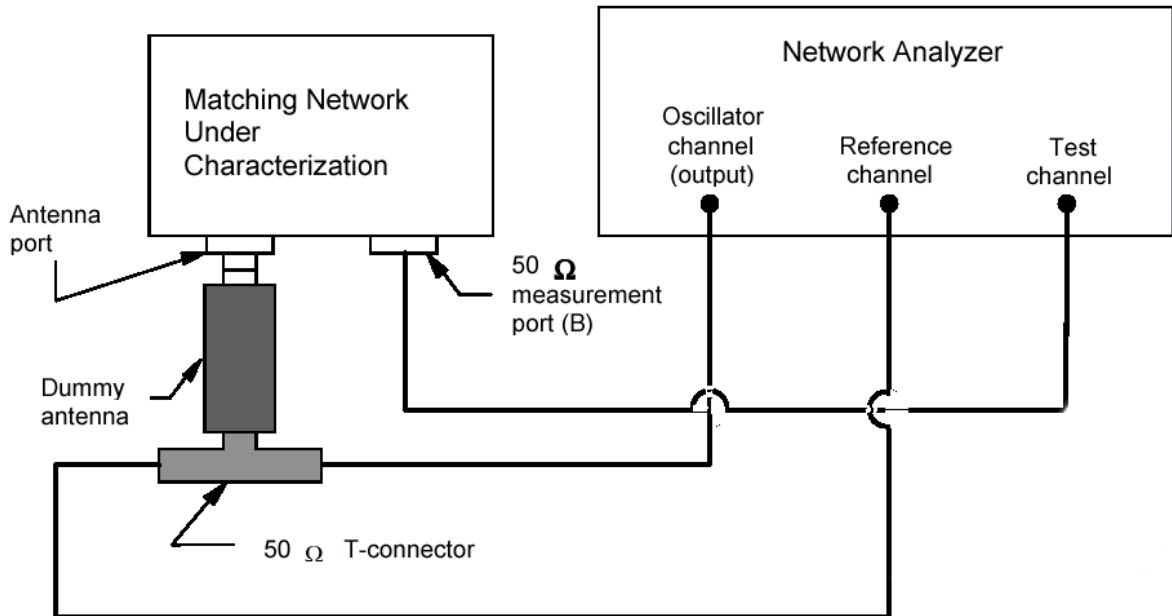 Matching Network
Under
Characterization
Network Analyzer
Oscillator
channel
(output)
Reference
channel
Test
channel
Antenna
port
50 Ω
measurement
port (B)
Dummy
antenna
50 Ω T-connector